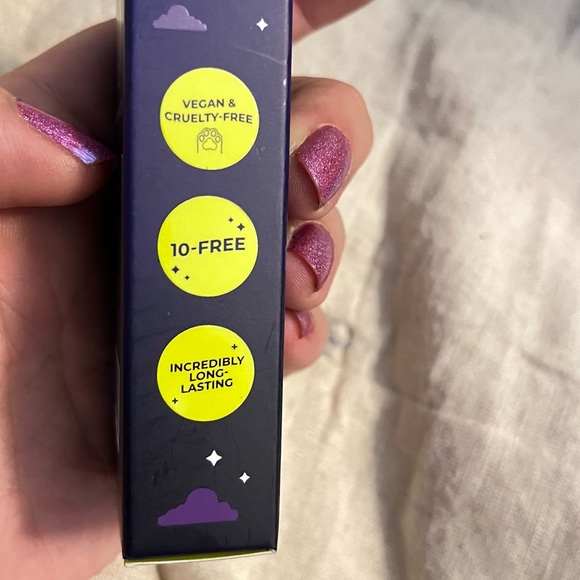 VEGAN &
CRUELTY-FREE
10-FREE
INCREDIBLY
LONG-
LASTING